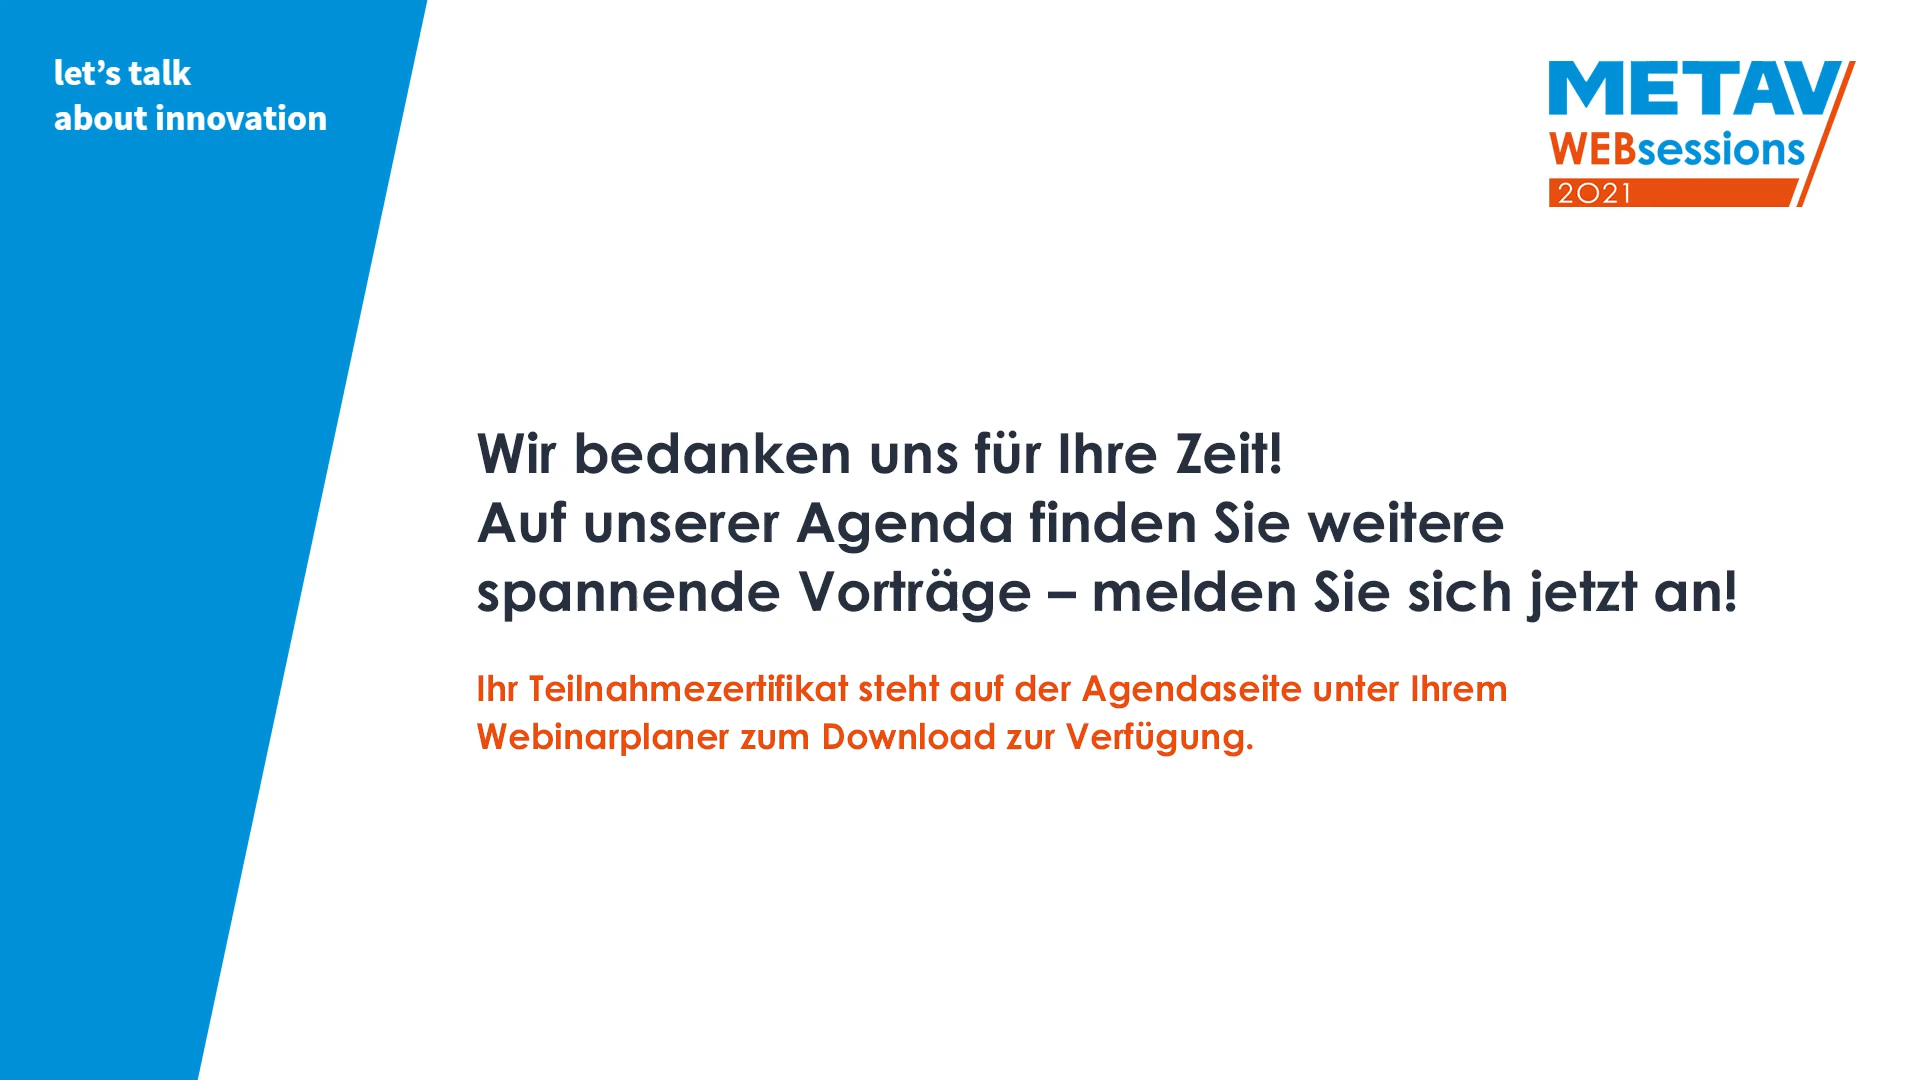 let’s talk
about innovation
METAV
WEBsessions
2021
Wir bedanken uns für Ihre Zeit!
Auf unserer Agenda finden Sie weitere
spannende Vorträge – melden Sie sich jetzt an!
Ihr Teilnahmezertifikat steht auf der Agendaseite unter Ihrem
Webinarplaner zum Download zur Verfügung.